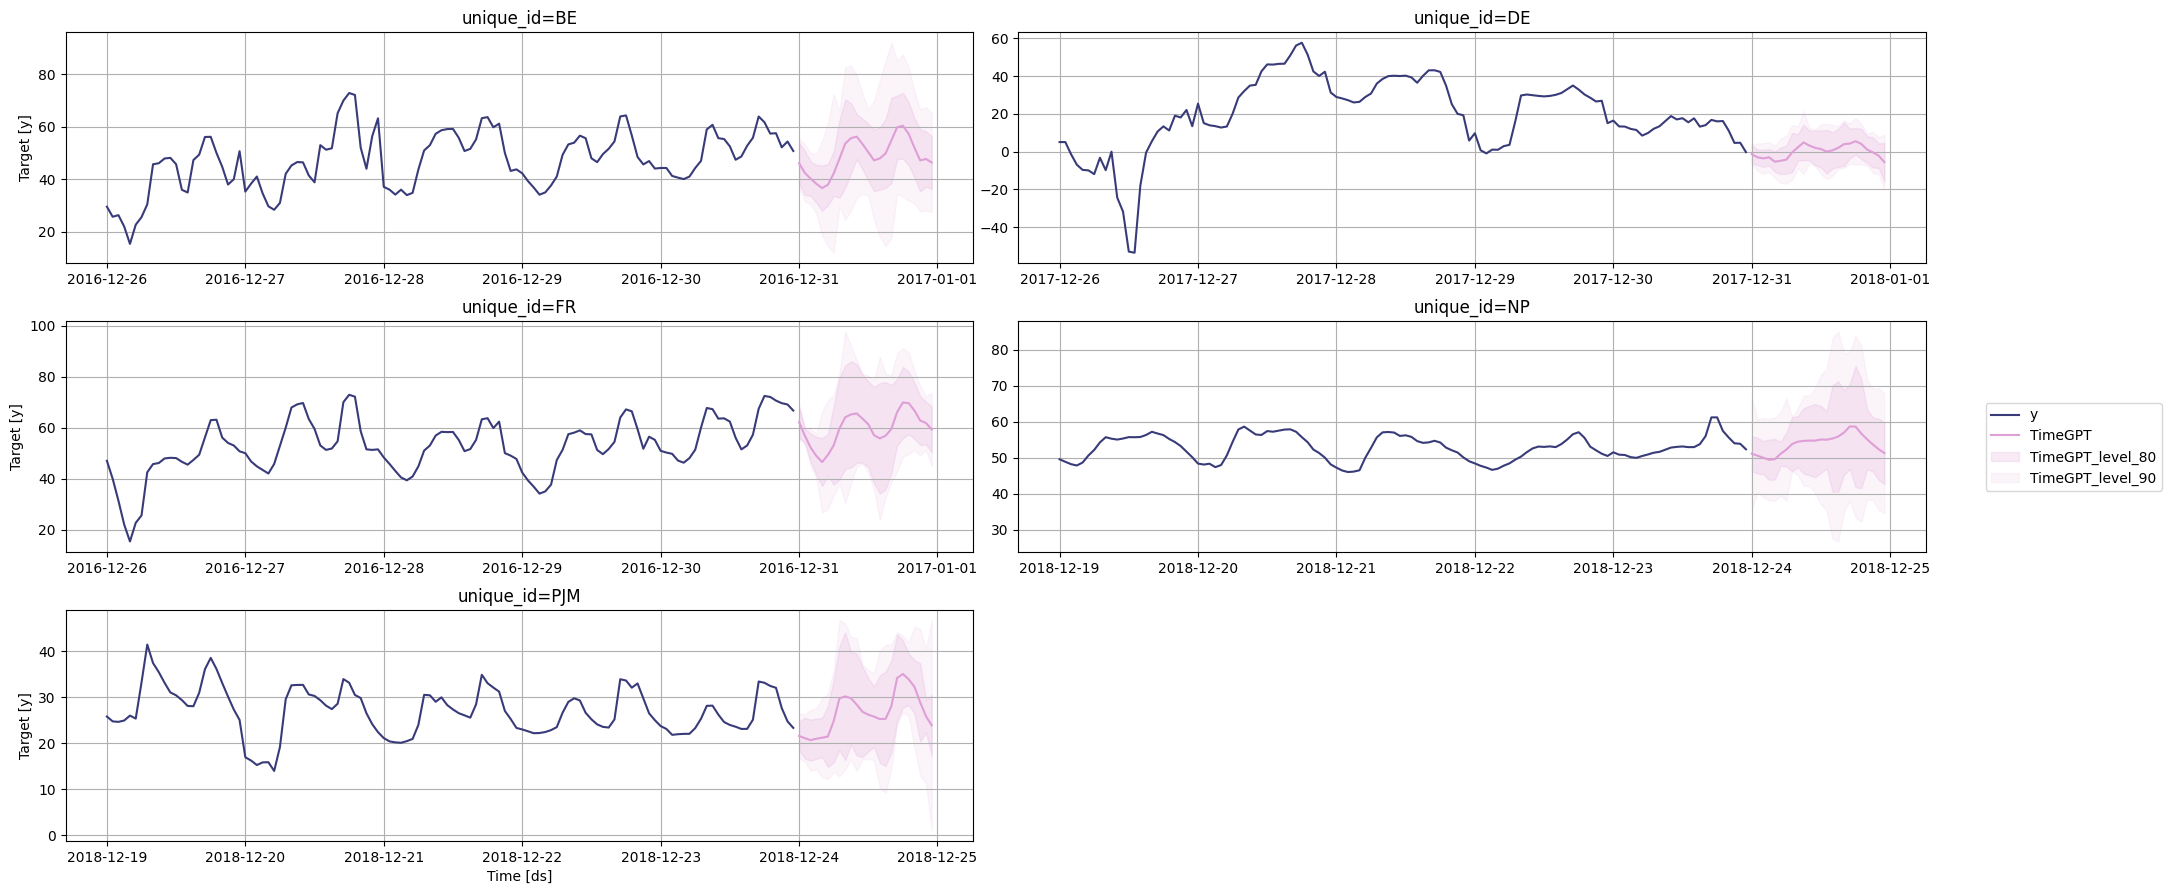 unique_id=BE
Target [y]
80
60
40
20
2016-12-26 2016-12-27 2016-12-28 2016-12-29 2016-12-30 2016-12-31 2017-01-01
unique_id=DE
60
40
20
0
−20
−40
2017-12-26 2017-12-27 2017-12-28 2017-12-29 2017-12-30 2017-12-31 2018-01-01
unique_id=FR
Target [y]
100
80
60
40
20
2016-12-26 2016-12-27 2016-12-28 2016-12-29 2016-12-30 2016-12-31 2017-01-01
unique_id=NP
80
70
60
50
40
30
2018-12-19 2018-12-20 2018-12-21 2018-12-22 2018-12-23 2018-12-24 2018-12-25
y
TimeGPT
TimeGPT_level_80
TimeGPT_level_90
unique_id=PJM
Target [y]
40
30
20
10
0
2018-12-19 2018-12-20 2018-12-21 2018-12-22 2018-12-23 2018-12-24 2018-12-25
Time [ds]